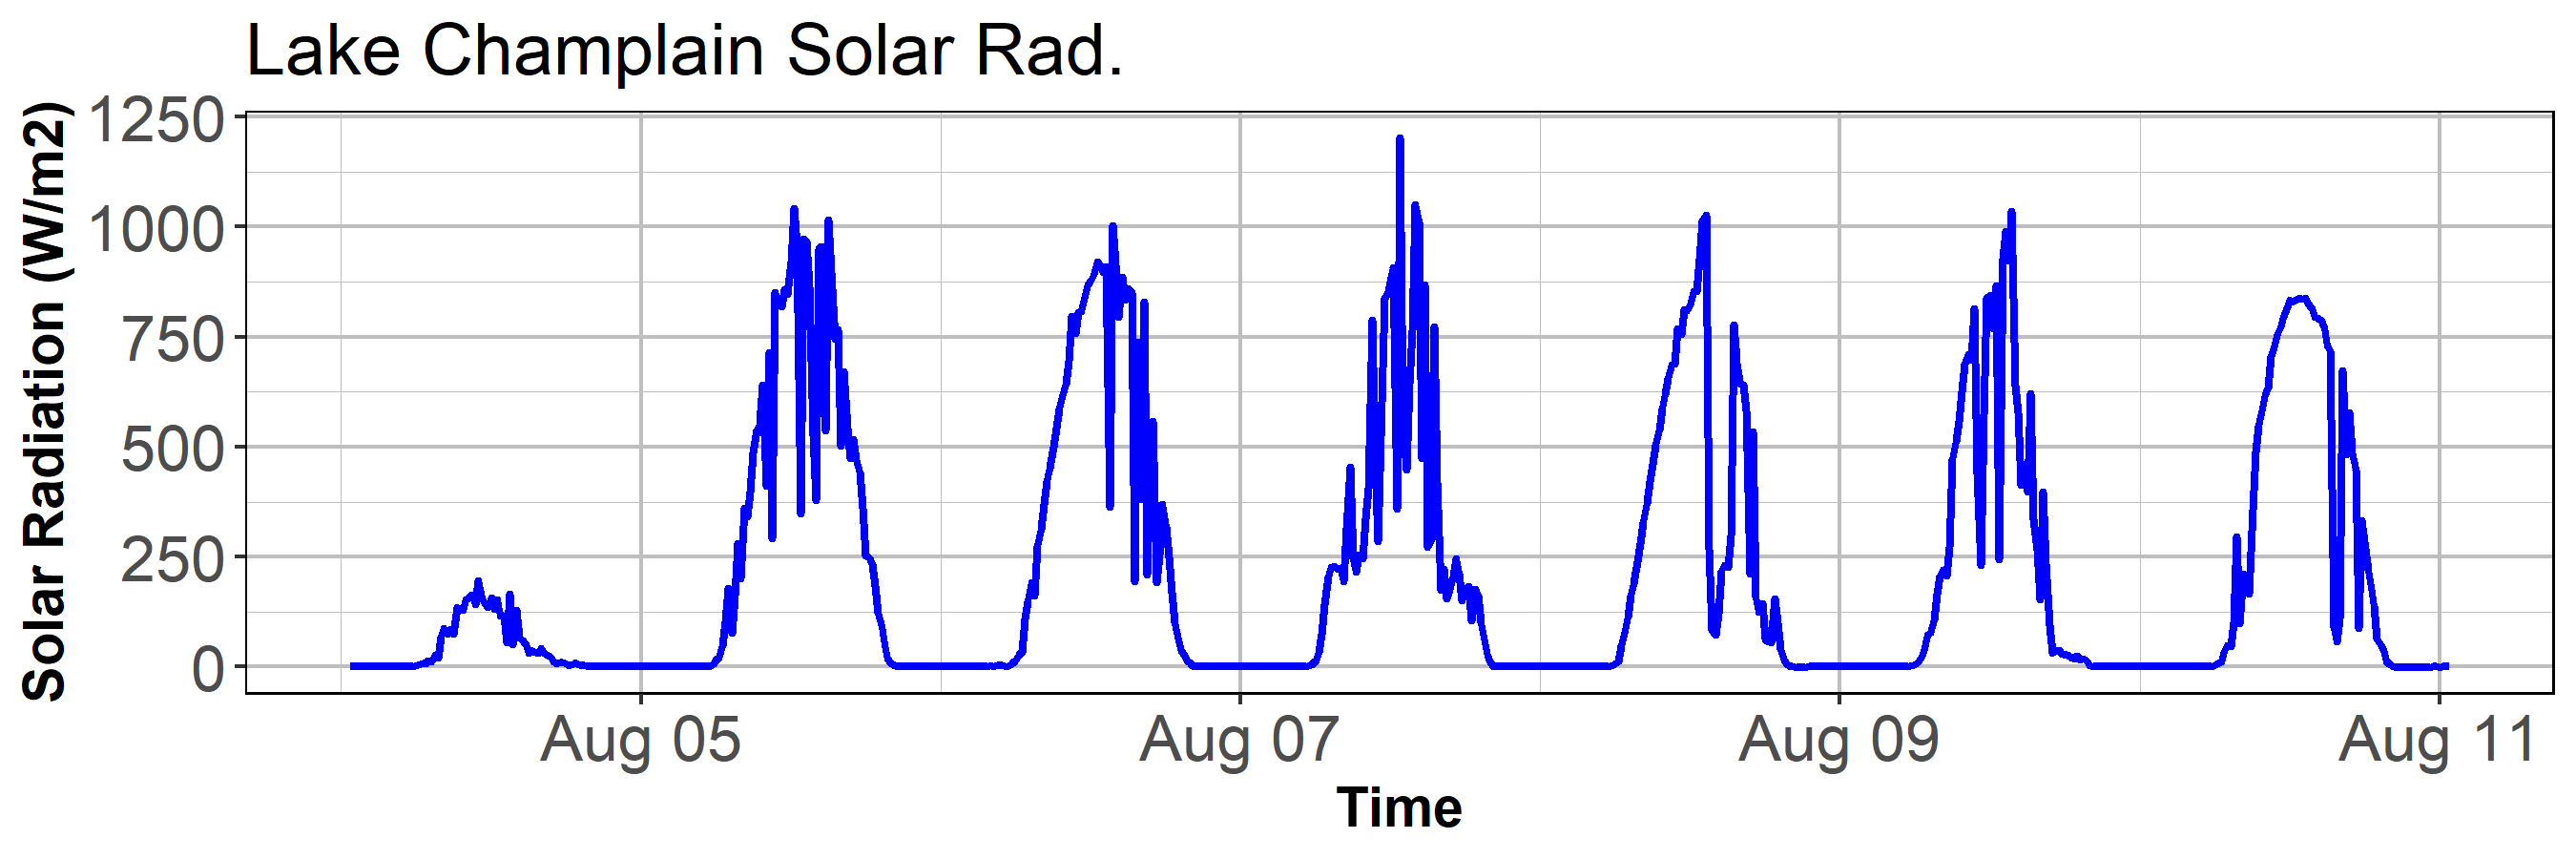 Lake Champlain Solar Rad.
Solar Radiation (W/m2)
1250
1000
750
500
250
0
Aug 05
Aug 07
Aug 09
Aug 11
Time